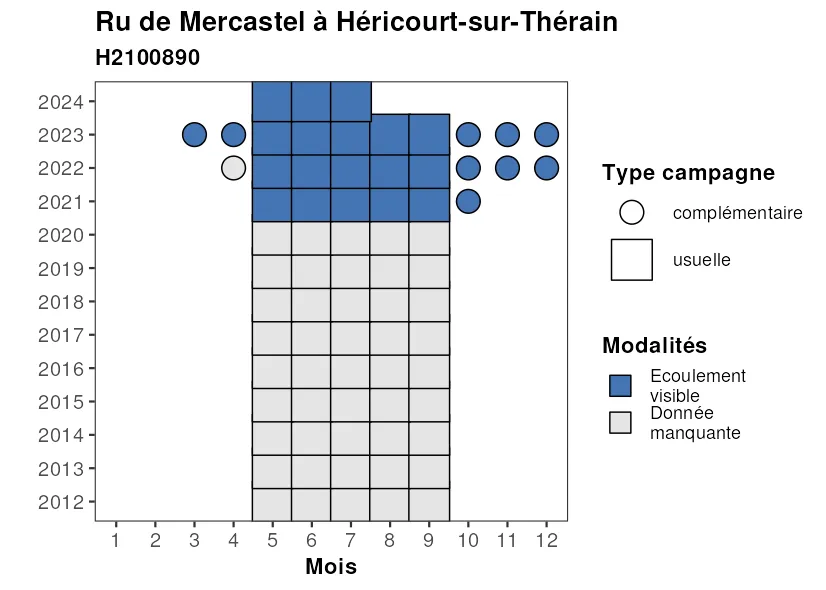 Ru de Mercastel à Héricourt-sur-Thérain
H2100890
2024
2023
2022
2021
2020
2019
2018
2017
2016
2015
2014
2013
2012
1 2 3 4 5 6 7 8 9 10 11 12
Mois
Type campagne
complémentaire
usuelle
Modalités
Ecoulement
visible
Donnée
manquante